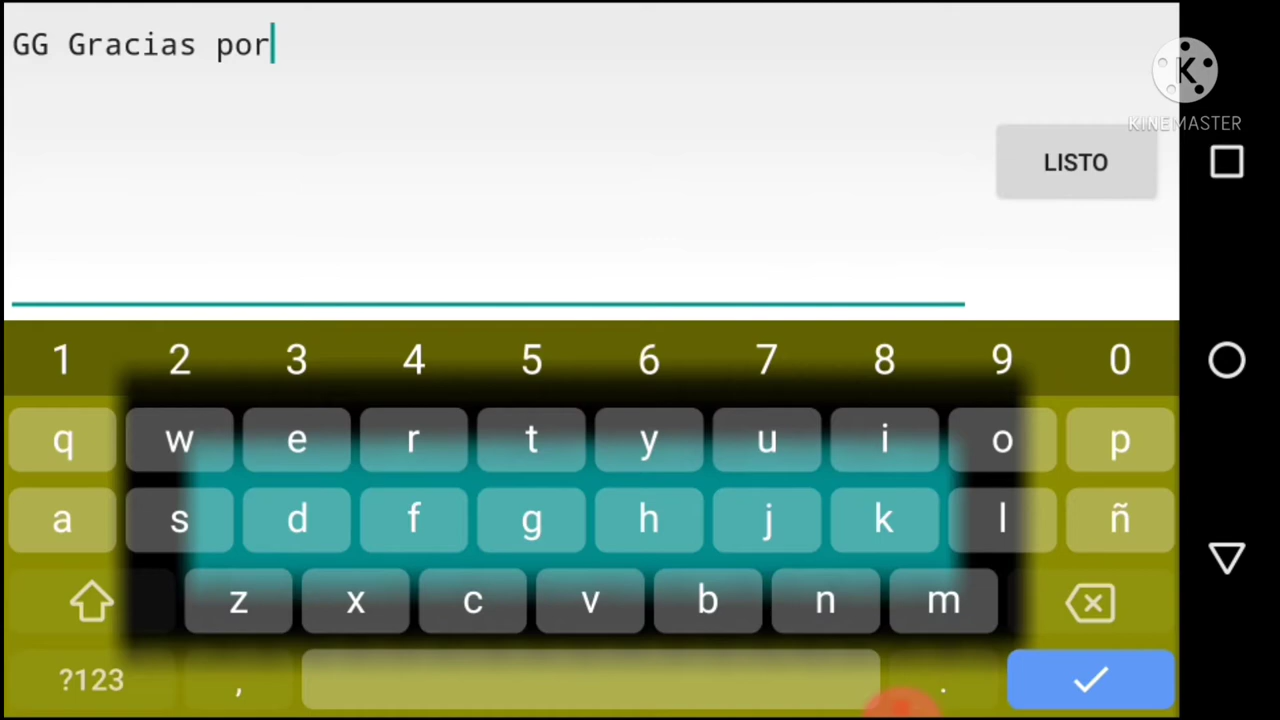 GG Gracias por
K
KINEMASTER
LISTO
1 2 3 4 5 6 7 8 9 0
q w e r t y u i o p
a s d f g h j k l ñ
z x c v b n m
?123 , .